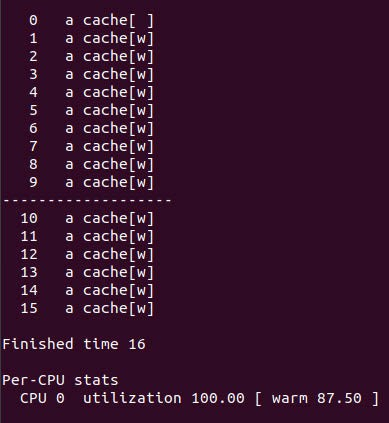 0   a cache[ ]
1   a cache[w]
2   a cache[w]
3   a cache[w]
4   a cache[w]
5   a cache[w]
6   a cache[w]
7   a cache[w]
8   a cache[w]
9   a cache[w]
-------------------
10   a cache[w]
11   a cache[w]
12   a cache[w]
13   a cache[w]
14   a cache[w]
15   a cache[w]
Finished time 16
Per-CPU stats
CPU 0  utilization 100.00 [ warm 87.50 ]